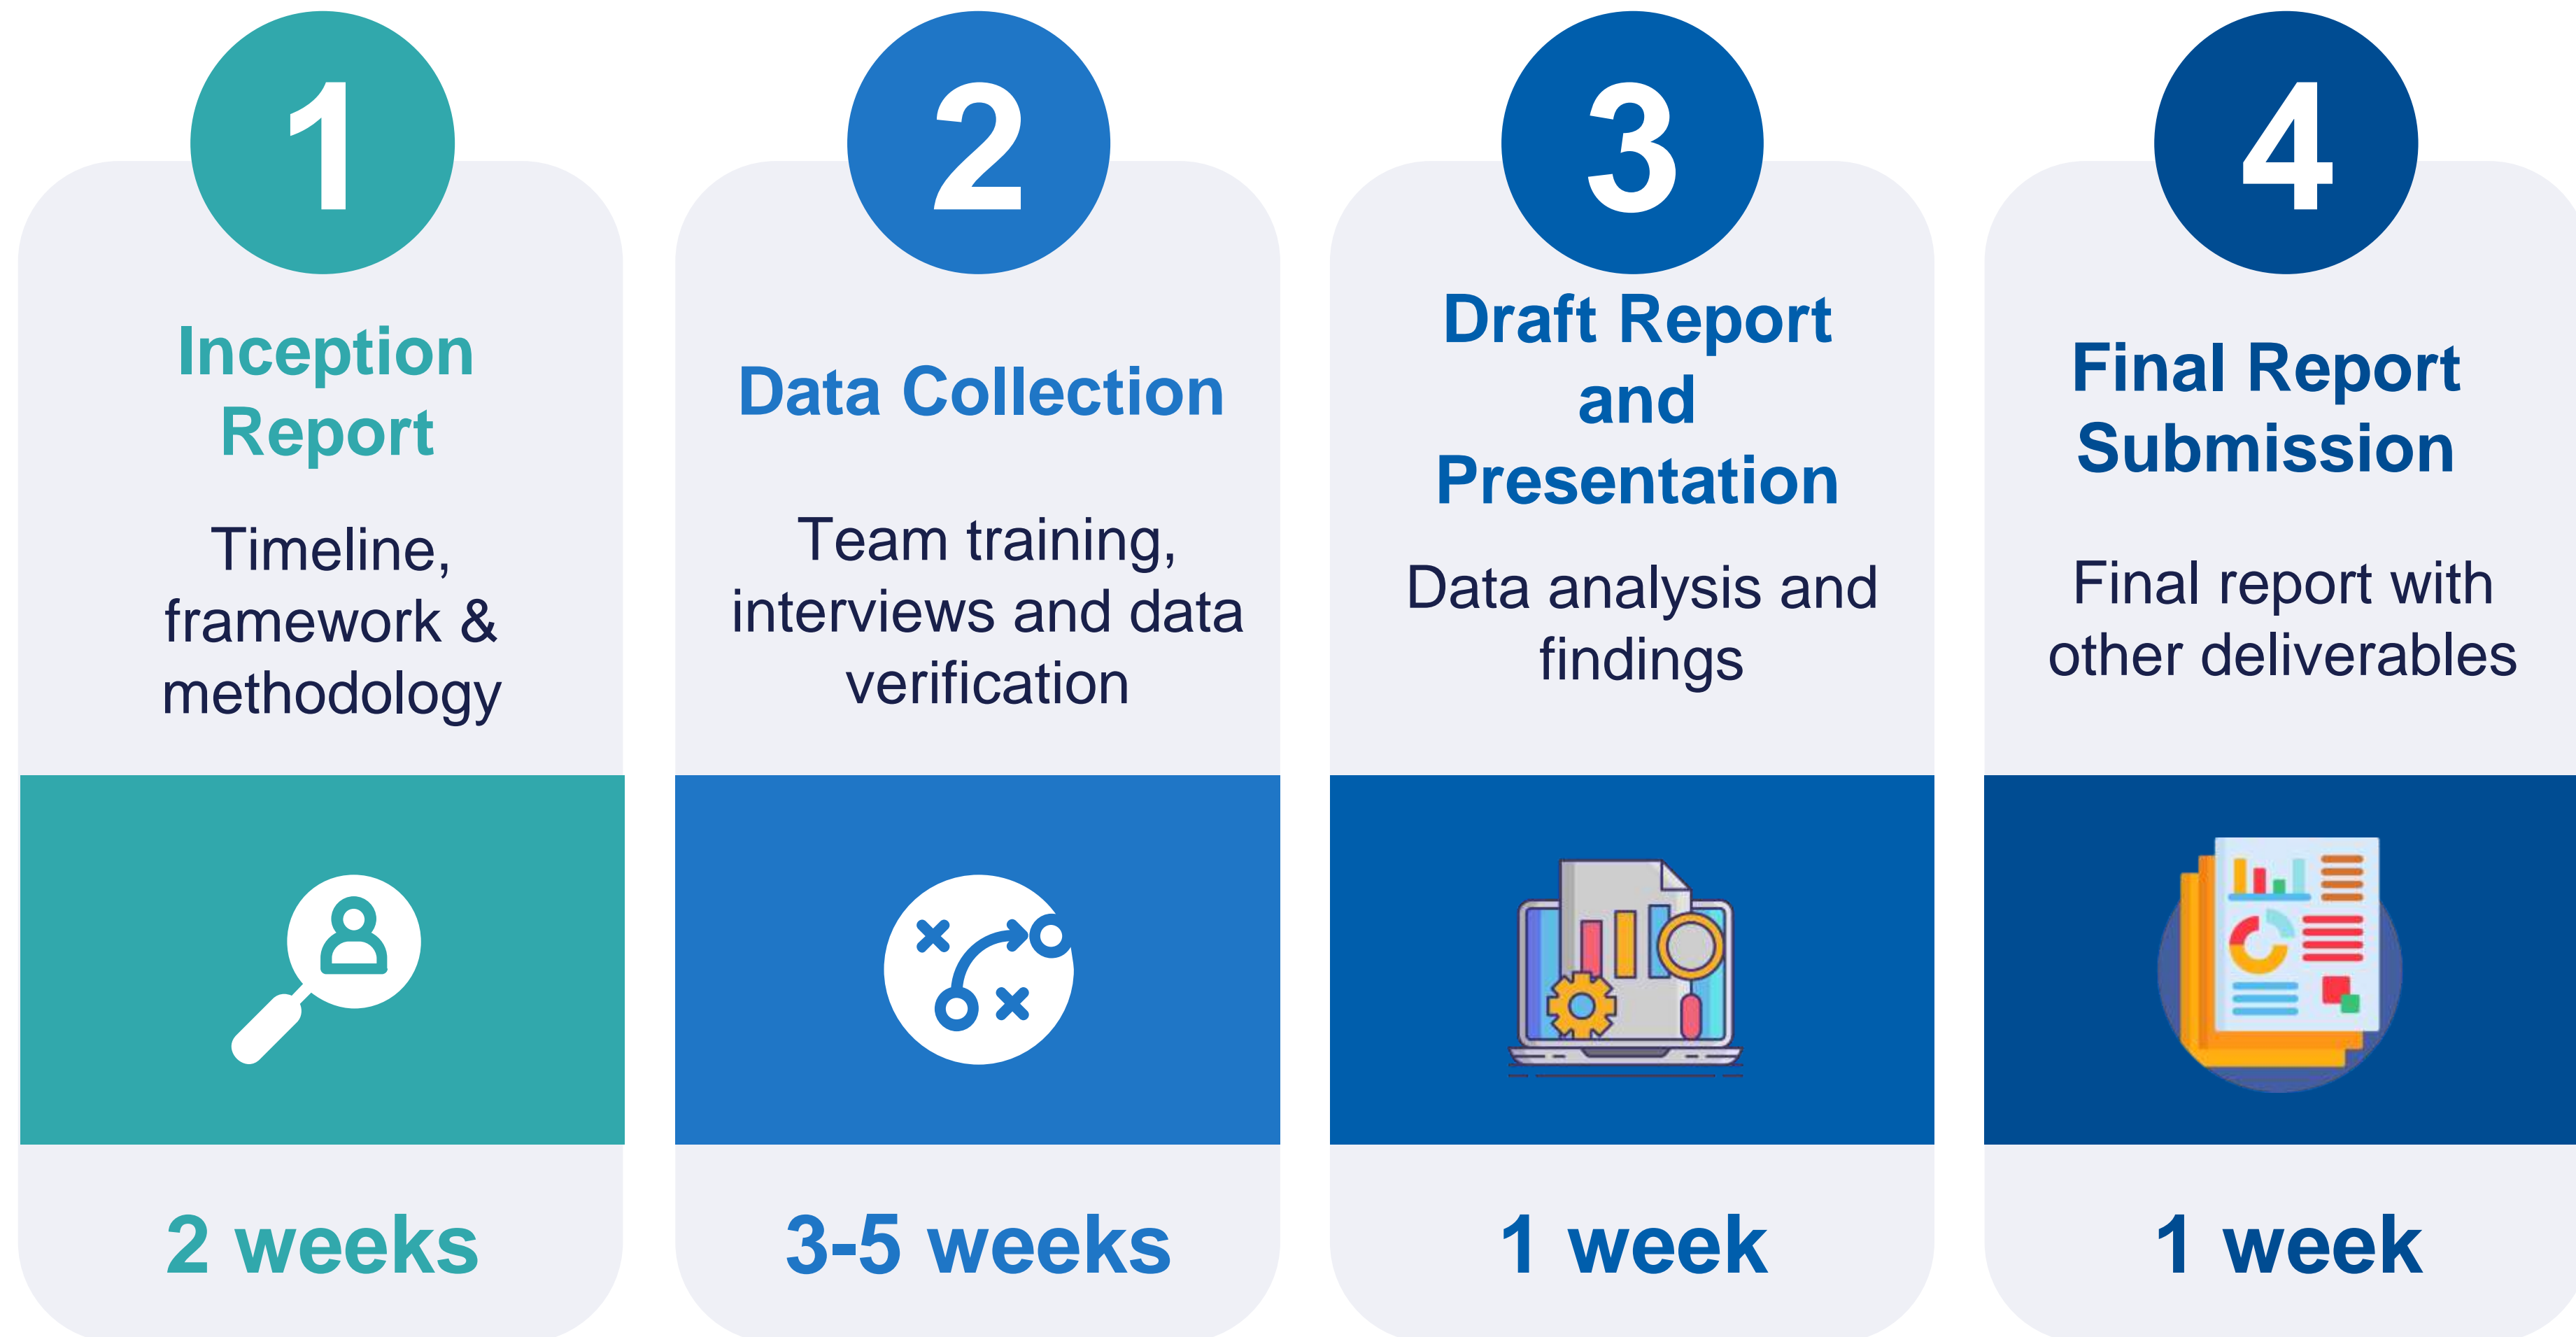 1
Inception
Report
Timeline,
framework &
methodology
2 weeks
2
Data Collection
Team training,
interviews and data
verification
3-5 weeks
3
Draft Report
and
Presentation
Data analysis and
findings
1 week
4
Final Report
Submission
Final report with
other deliverables
1 week